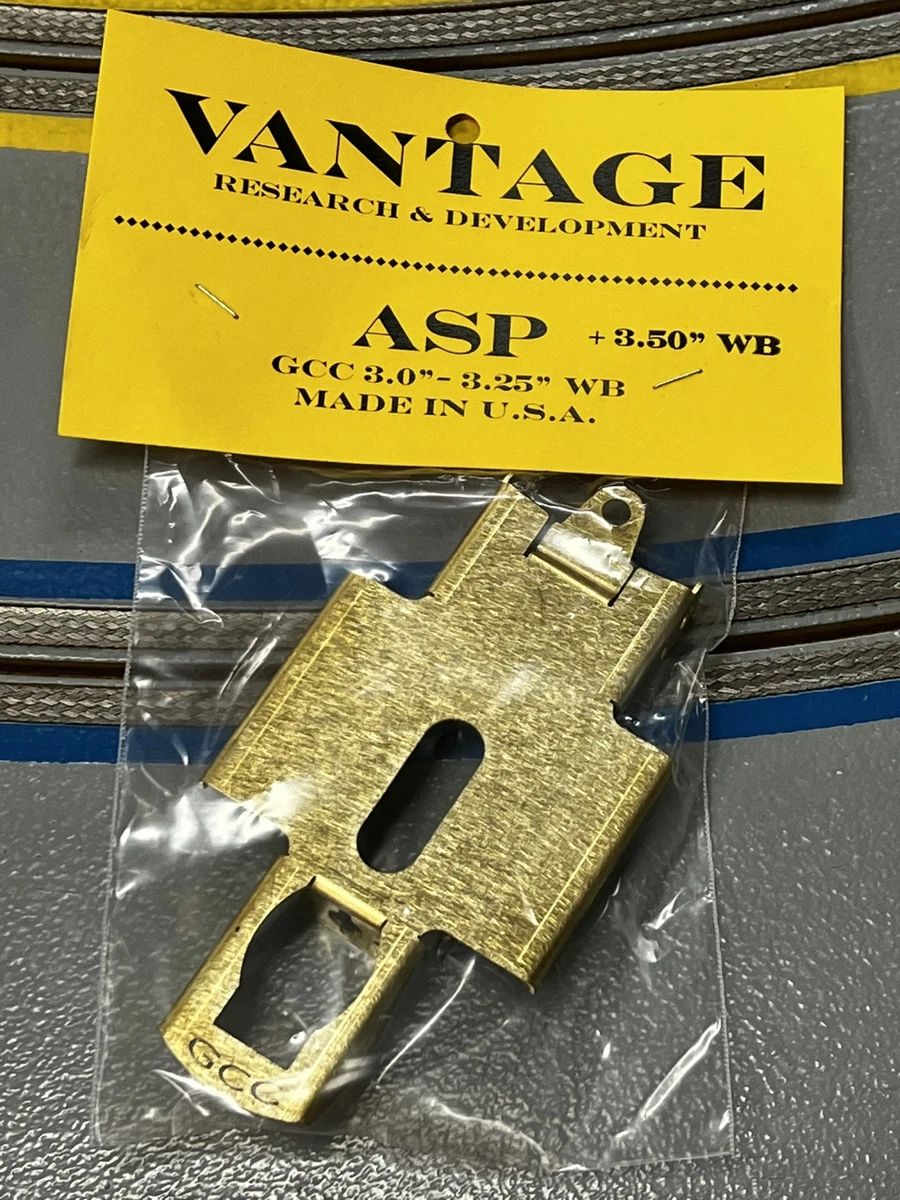 VANTAGE
RESEARCH & DEVELOPMENT
ASP + 3.50” WB
GCC 3.0”- 3.25” WB
MADE IN U.S.A.
GCC